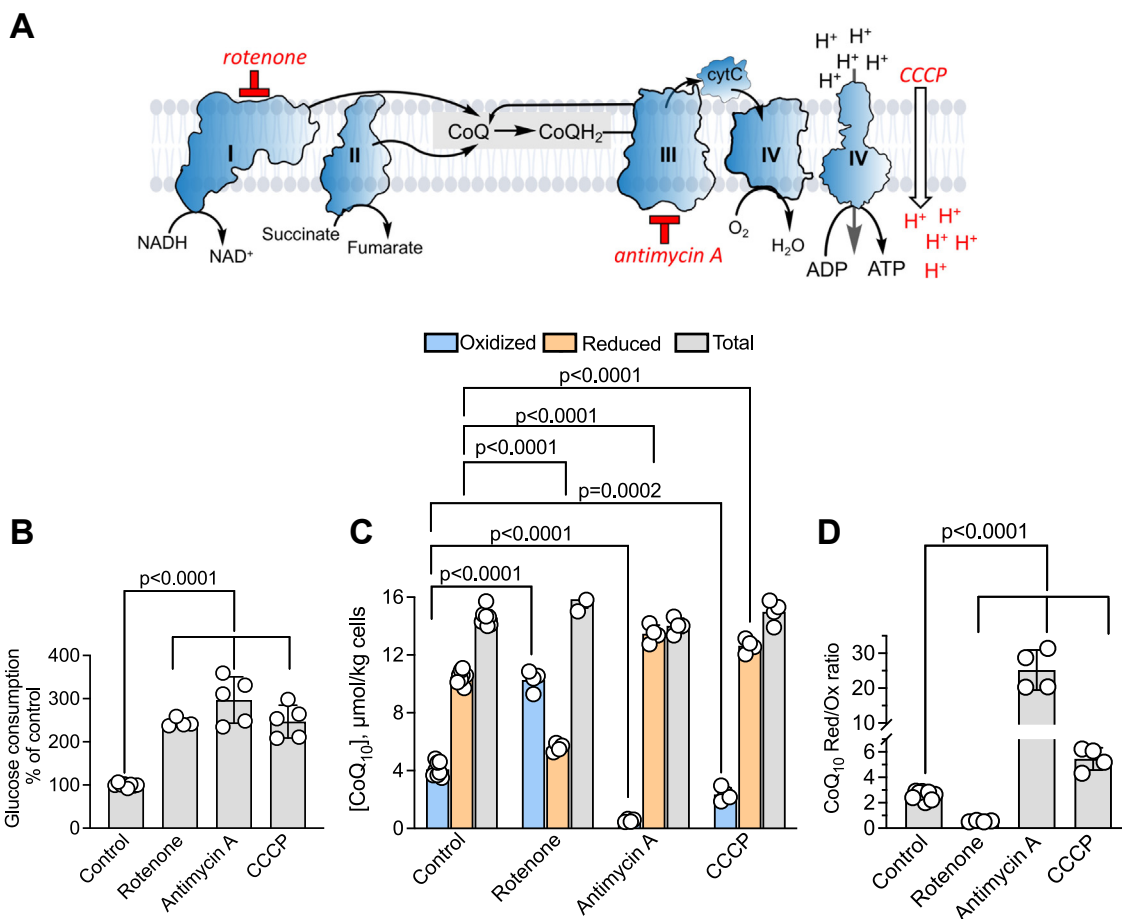 A
rotenone
CCCP
H⁺
H⁺
H⁺
H⁺
H⁺
cytC
CoQ
CoQH₂
I
II
III
IV
IV
NADH
NAD⁺
Succinate
Fumarate
antimycin A
O₂
H₂O
ADP
ATP
H⁺
H⁺
H⁺
H⁺
H⁺
Oxidized
Reduced
Total
B
p<0.0001
Glucose consumption
% of control
400
300
200
100
0
Control
Rotenone
Antimycin A
CCCP
C
p<0.0001
p<0.0001
p<0.0001
p=0.0002
p<0.0001
p<0.0001
[CoQ₁₀], μmol/kg cells
16
12
8
4
0
Control
Rotenone
Antimycin A
CCCP
D
p<0.0001
CoQ₁₀ Red/Ox ratio
30
20
10
6
4
2
0
Control
Rotenone
Antimycin A
CCCP